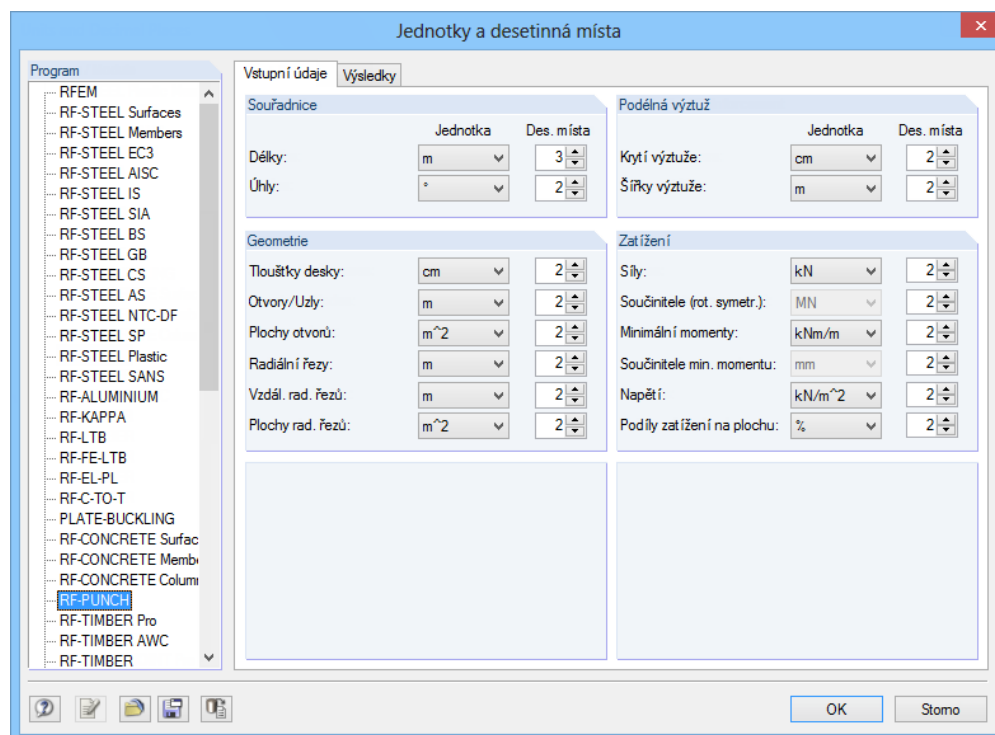 Jednotky a desetinná místa
Program
RFEM
RF-STEEL Surfaces
RF-STEEL Members
RF-STEEL EC3
RF-STEEL AISC
RF-STEEL IS
RF-STEEL SIA
RF-STEEL BS
RF-STEEL GB
RF-STEEL CS
RF-STEEL AS
RF-STEEL NTC-DF
RF-STEEL SP
RF-STEEL Plastic
RF-STEEL SANS
RF-ALUMINIUM
RF-KAPPA
RF-LTB
RF-FE-LTB
RF-EL-PL
RF-C-TO-T
PLATE-BUCKLING
RF-CONCRETE Surfac
RF-CONCRETE Membe
RF-CONCRETE Column
RF-PUNCH
RF-TIMBER Pro
RF-TIMBER AWC
RF-TIMBER
Vstupní údaje Výsledky
Souřadnice
Jednotka Des. místa
Délky: m 3
Úhly: ° 2
Geometrie
Tloušťky desky: cm 2
Otvory/Uzly: m 2
Plochy otvorů: m^2 2
Radiální řezy: m 2
Vzdál. rad. řezů: m 2
Plochy rad. řezů: m^2 2
Podélná výztuž
Jednotka Des. místa
Krytí výztuže: cm 2
Šířky výztuže: m 2
Zatížení
Síly: kN 2
Součinitele (rot. symetr.): MN 2
Minimální momenty: kNm/m 2
Součinitele min. momentu: mm 2
Napětí: kN/m^2 2
Podíly zatížení na plochu: % 2
OK Storno